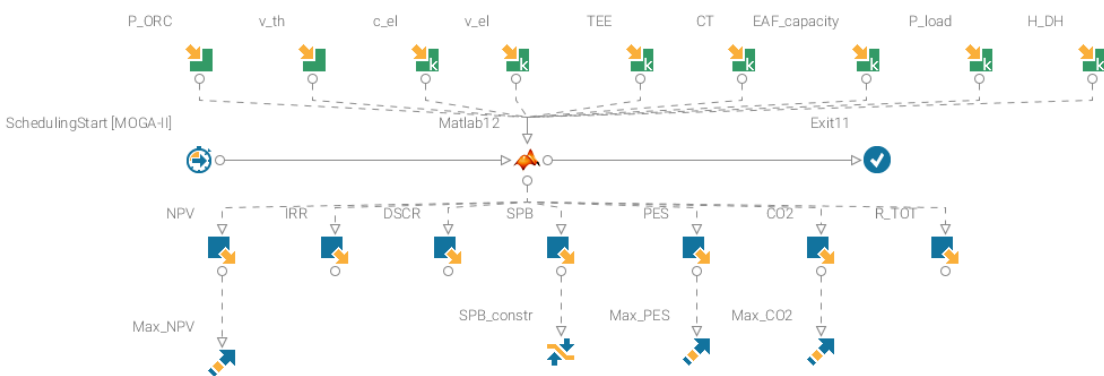 P_ORC v_th c_el v_el TEE CT EAF_capacity P_load H_DH
k k k k k k k
SchedulingStart [MOGA-II] Matlab12 Exit11
NPV IRR DSCR SPB PES CO2 R_TOT
Max_NPV SPB_constr Max_PES Max_CO2